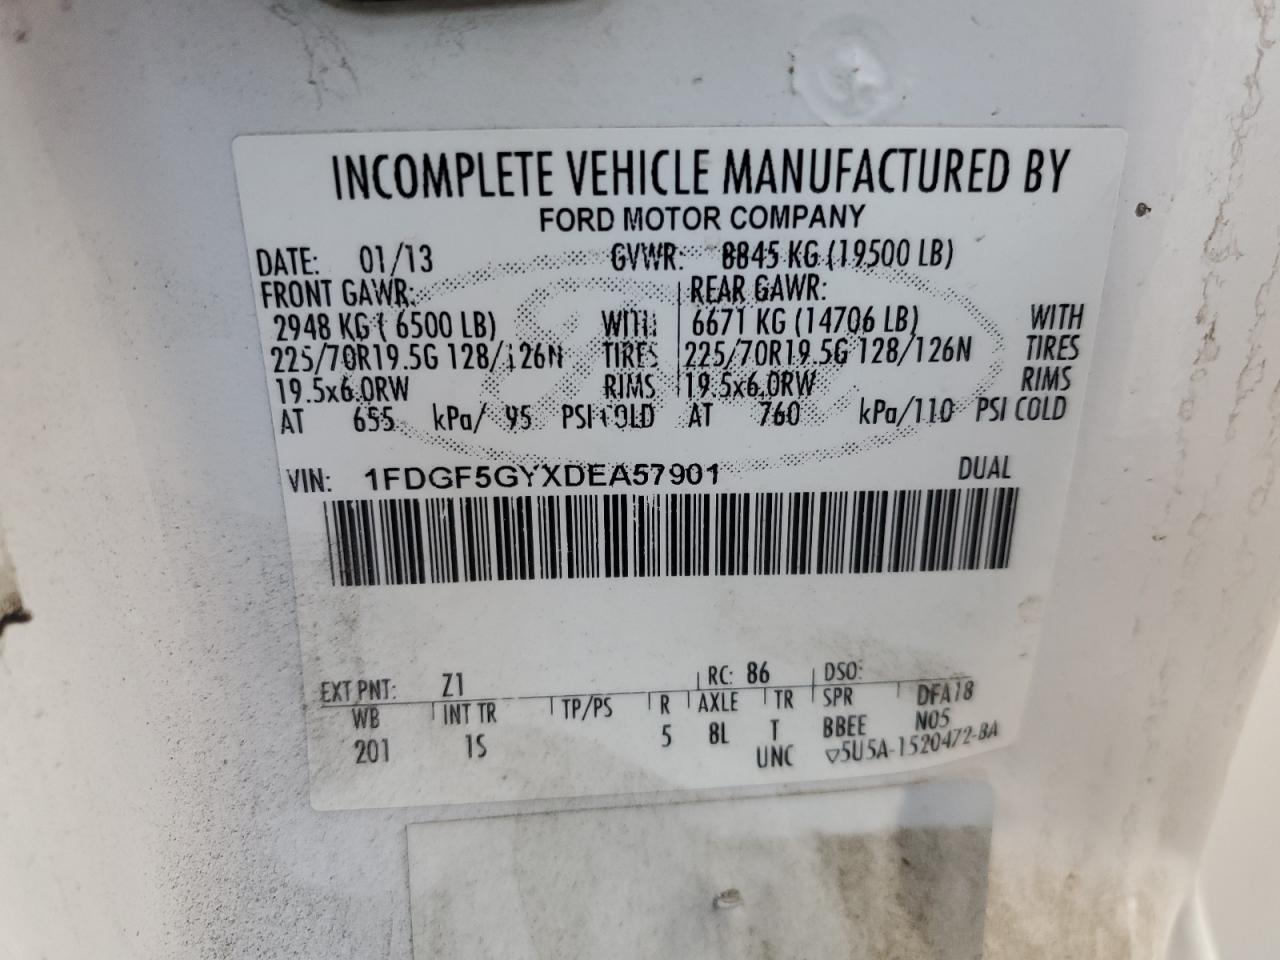 INCOMPLETE VEHICLE MANUFACTURED BY
FORD MOTOR COMPANY
DATE: 01/13 GVWR: 8845 KG (19500 LB)
FRONT GAWR: REAR GAWR:
2948 KG ( 6500 LB) WITH 6671 KG (14706 LB) WITH
225/70R19.5G 128/126N TIRES 225/70R19.5G 128/126N TIRES
19.5x6.0RW RIMS 19.5x6.0RW RIMS
AT 655 kPa/ 95 PSI COLD AT 760 kPa/110 PSI COLD
VIN: 1FDGF5GYXDEA57901 DUAL
EXT PNT: Z1 RC: 86 DSO:
WB INT TR TP/PS R AXLE TR SPR DFA18
201 1S 5 8L T BBEE N05
UNC ▽5U5A-1520472-BA